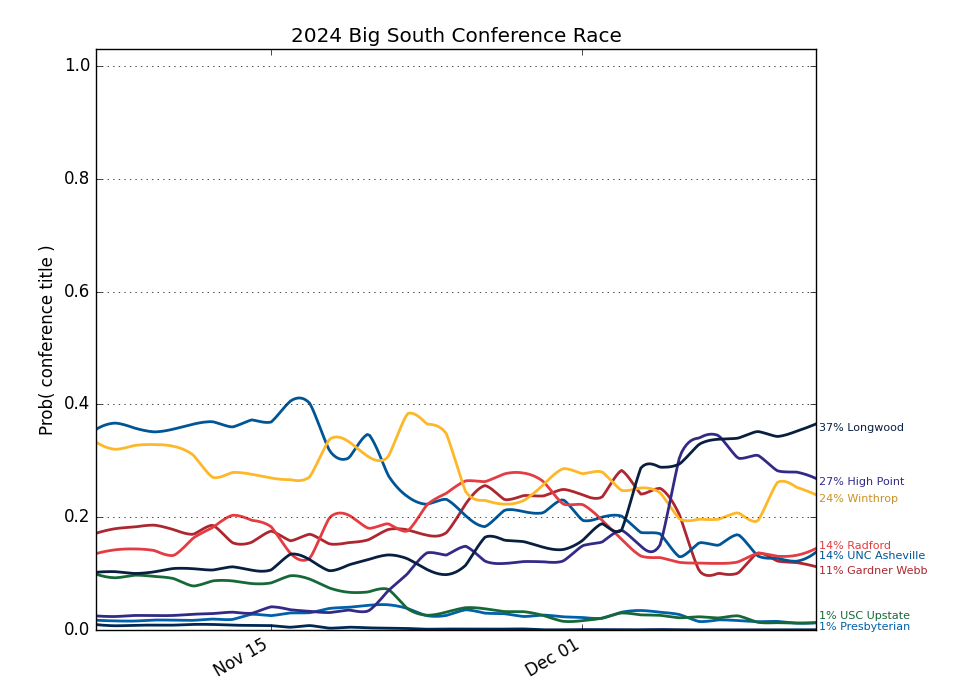 2024 Big South Conference Race
Prob( conference title )
1.0
0.8
0.6
0.4
0.2
0.0
Nov 15
Dec 01
37% Longwood
27% High Point
24% Winthrop
14% Radford
14% UNC Asheville
11% Gardner Webb
1% USC Upstate
1% Presbyterian